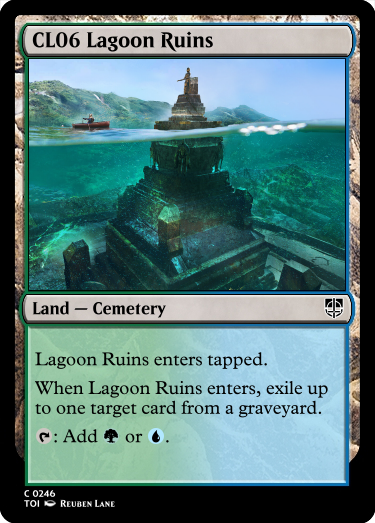 CL06 Lagoon Ruins
Land — Cemetery
Lagoon Ruins enters tapped.
When Lagoon Ruins enters, exile up
to one target card from a graveyard.
: Add or .
C 0246
TOI Reuben Lane